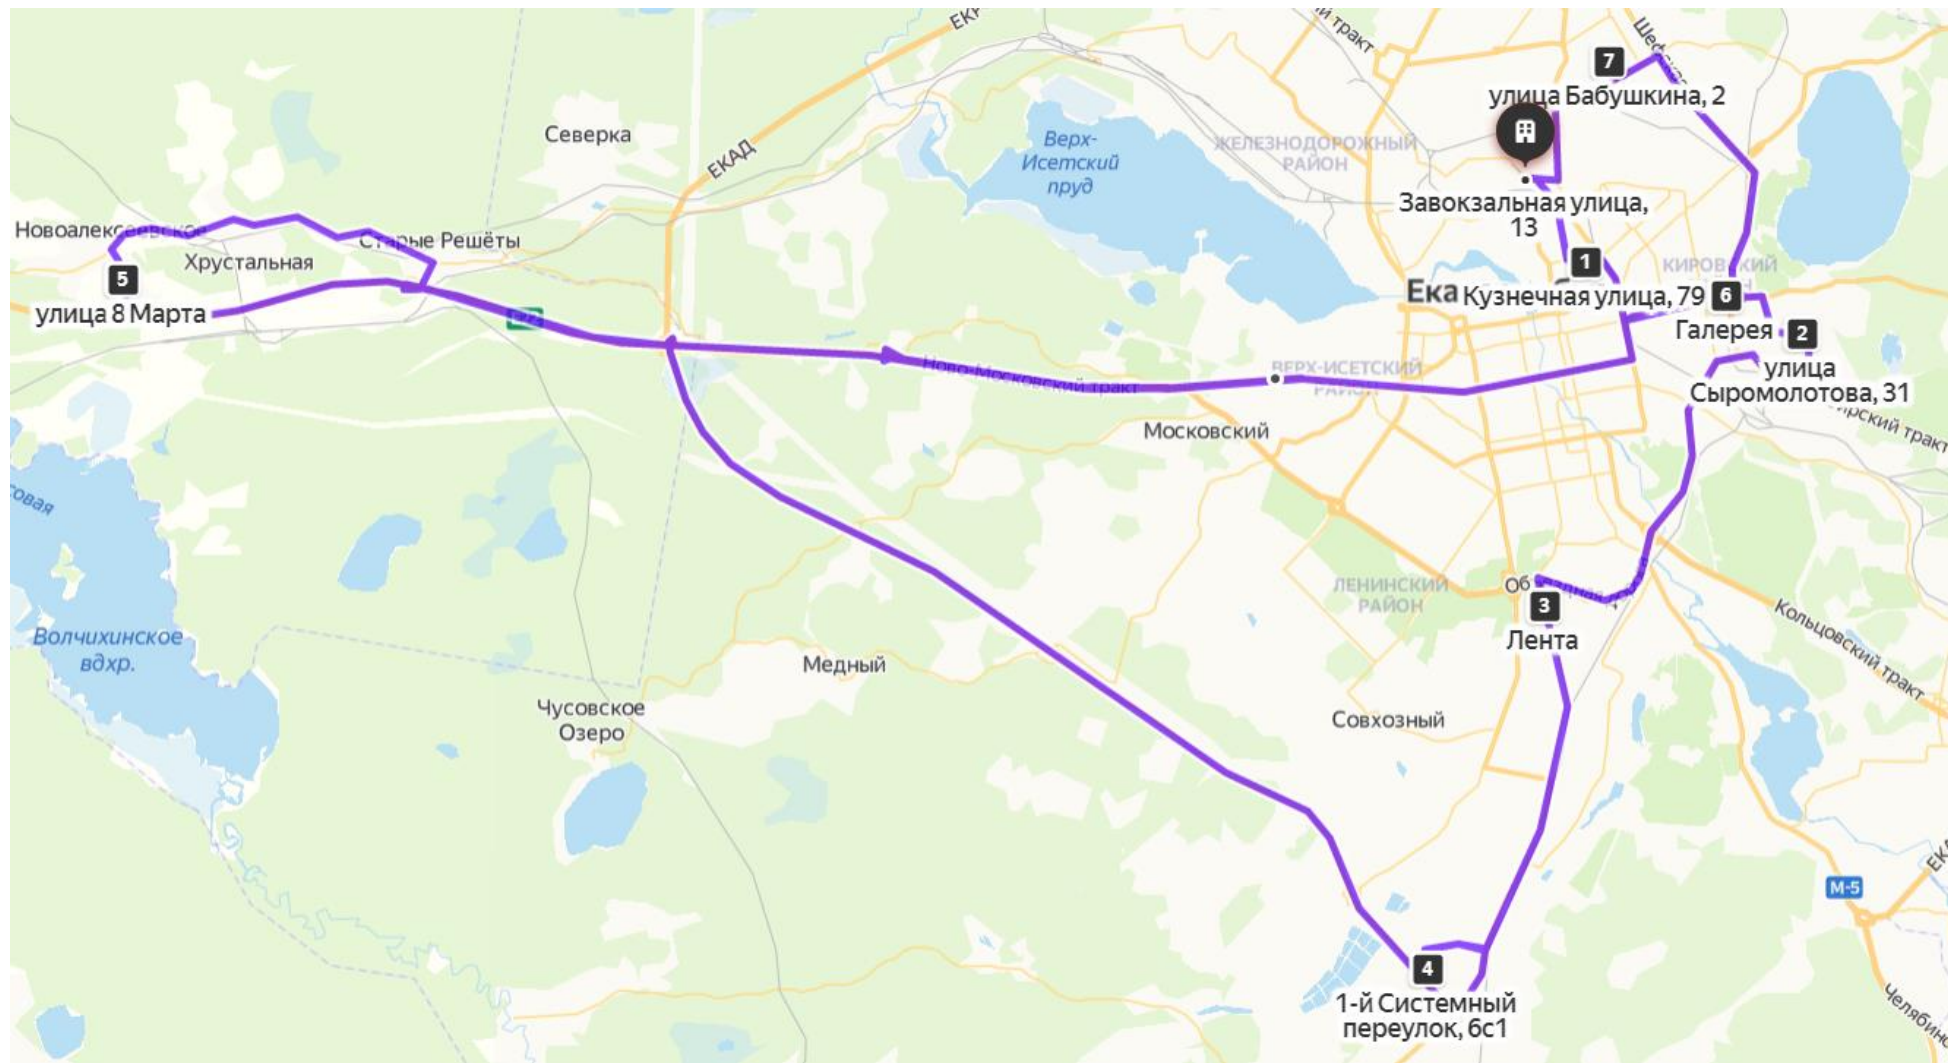 ЕКАД
Шефская
7
улица Бабушкина, 2
Северка
ЕКАД
Верх-
Исетский
пруд
ЖЕЛЕЗНОДОРОЖНЫЙ
РАЙОН
Завокзальная улица,
13
Новоалексеевское
Старые Решёты
Хрустальная
5
улица 8 Марта
1
КИРОВСКИЙ
Кузнечная улица, 79
6
Галерея
2
улица
Сыромолотова, 31
Ново-Московский тракт
ВЕРХ-ИСЕТСКИЙ
РАЙОН
Московский
ЛЕНИНСКИЙ
РАЙОН
3
Лента
Кольцовский тракт
Волчихинское
вдхр.
Медный
Чусовское
Озеро
Совхозный
М-5
4
1-й Системный
переулок, 6с1